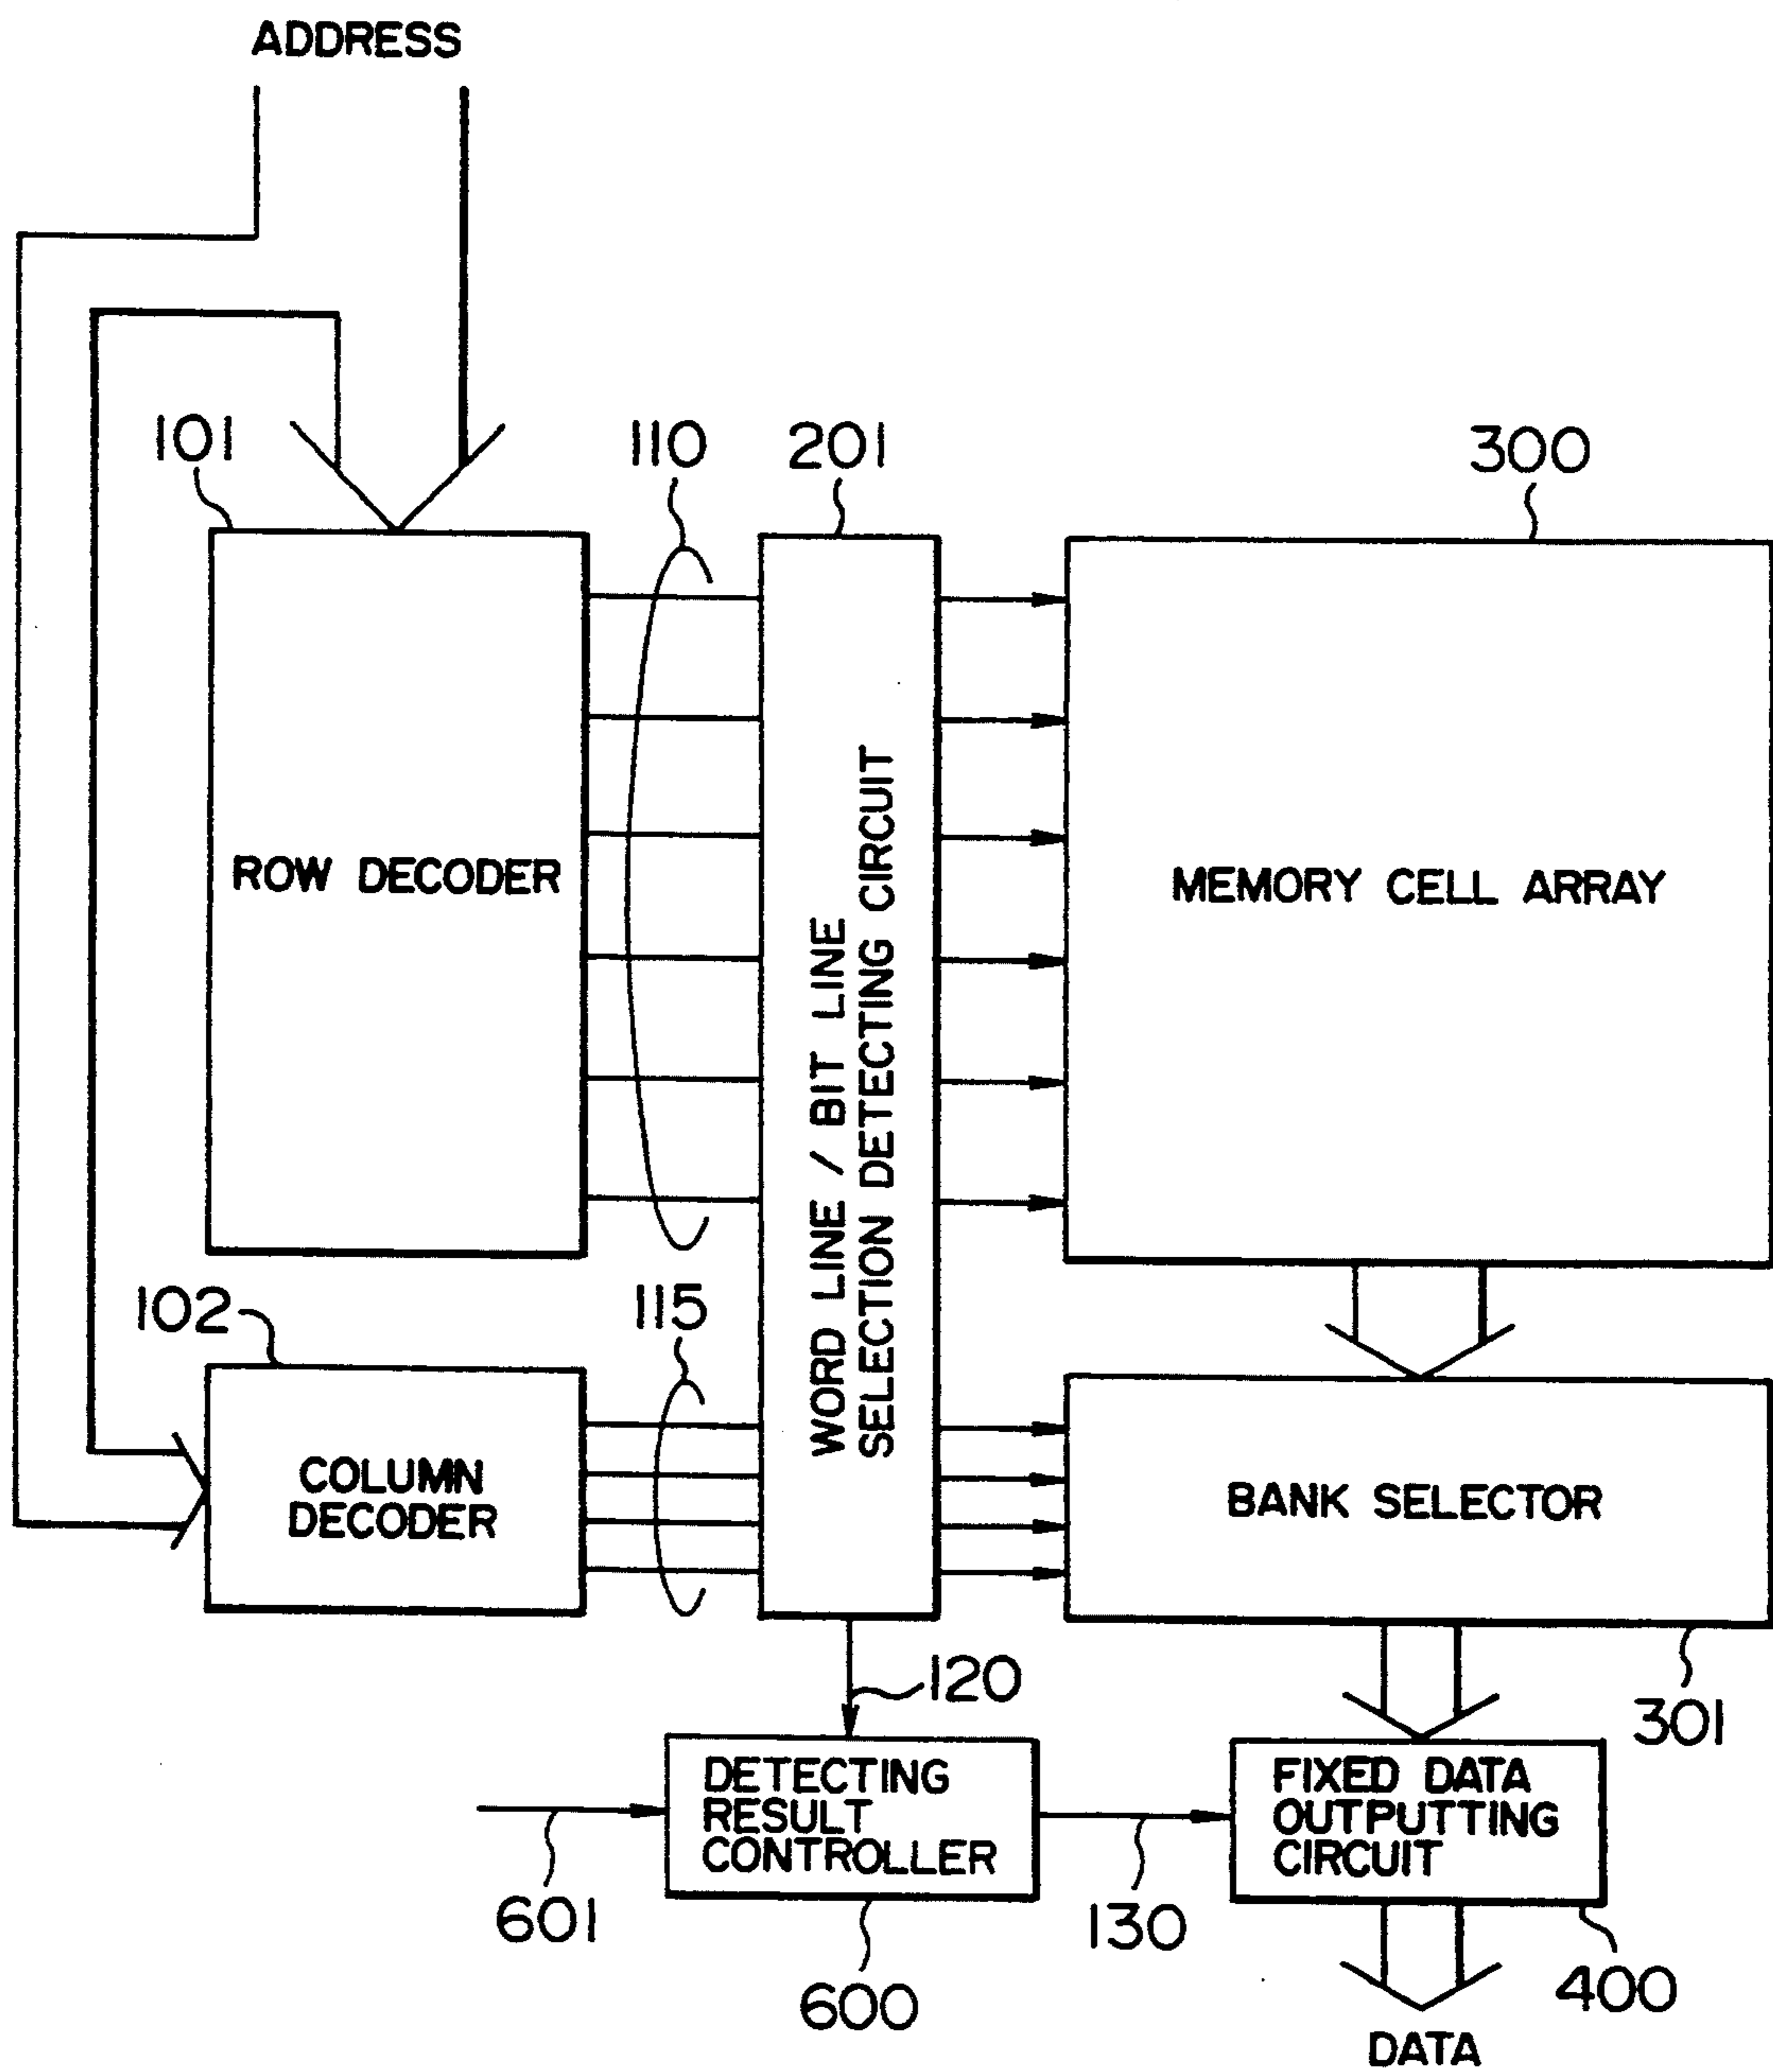 ADDRESS
101
110
201
300
ROW DECODER
WORD LINE / BIT LINE
SELECTION DETECTING CIRCUIT
MEMORY CELL ARRAY
102
115
COLUMN
DECODER
BANK SELECTOR
120
301
DETECTING
RESULT
CONTROLLER
FIXED DATA
OUTPUTTING
CIRCUIT
601
130
600
400
DATA